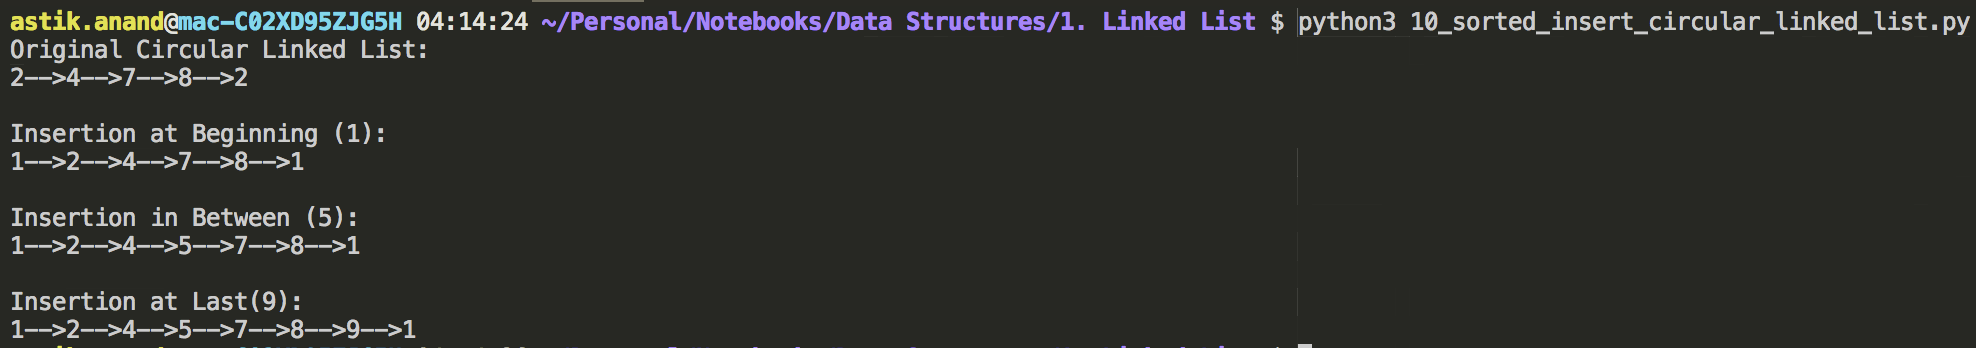 astik.anand@mac-C02XD95ZJG5H 04:14:24 ~/Personal/Notebooks/Data Structures/1. Linked List $ python3 10_sorted_insert_circular_linked_list.py
Original Circular Linked List:
2-->4-->7-->8-->2
Insertion at Beginning (1):
1-->2-->4-->7-->8-->1
Insertion in Between (5):
1-->2-->4-->5-->7-->8-->1
Insertion at Last(9):
1-->2-->4-->5-->7-->8-->9-->1